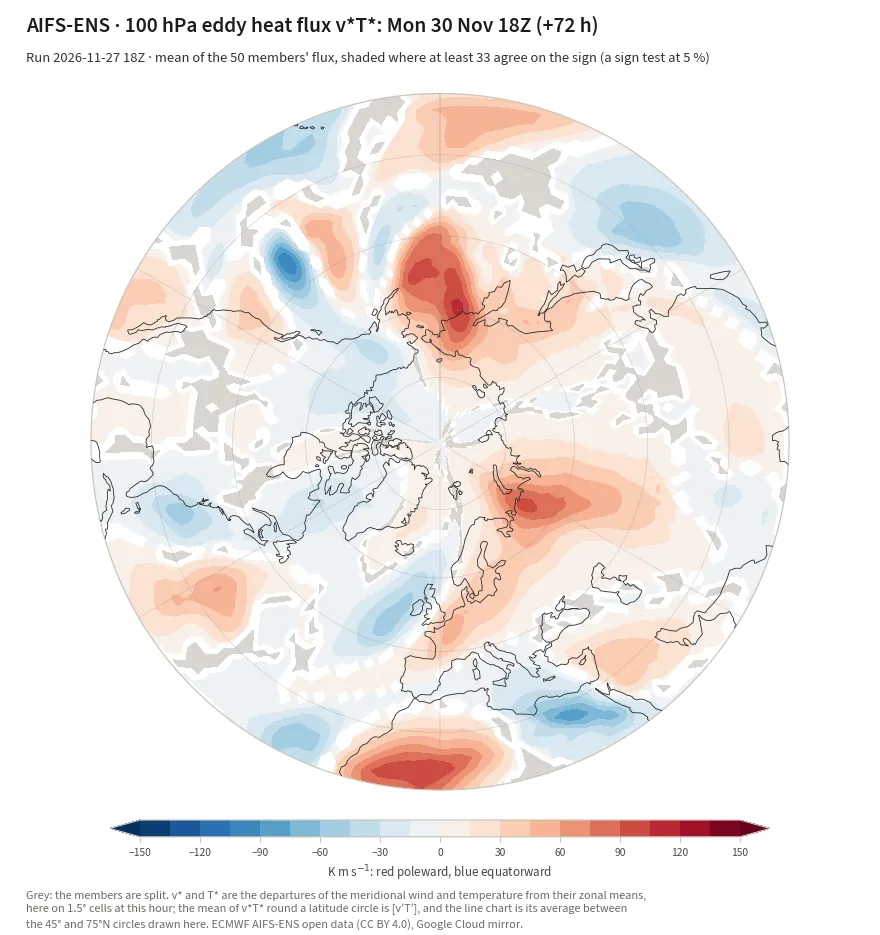 AIFS-ENS · 100 hPa eddy heat flux v*T*: Mon 30 Nov 18Z (+72 h)
Run 2026-11-27 18Z · mean of the 50 members' flux, shaded where at least 33 agree on the sign (a sign test at 5 %)
−150 −120 −90 −60 −30 0 30 60 90 120 150
K m s⁻¹: red poleward, blue equatorward
Grey: the members are split. v* and T* are the departures of the meridional wind and temperature from their zonal means,
here on 1.5° cells at this hour; the mean of v*T* round a latitude circle is [v′T′], and the line chart is its average between
the 45° and 75°N circles drawn here. ECMWF AIFS-ENS open data (CC BY 4.0), Google Cloud mirror.